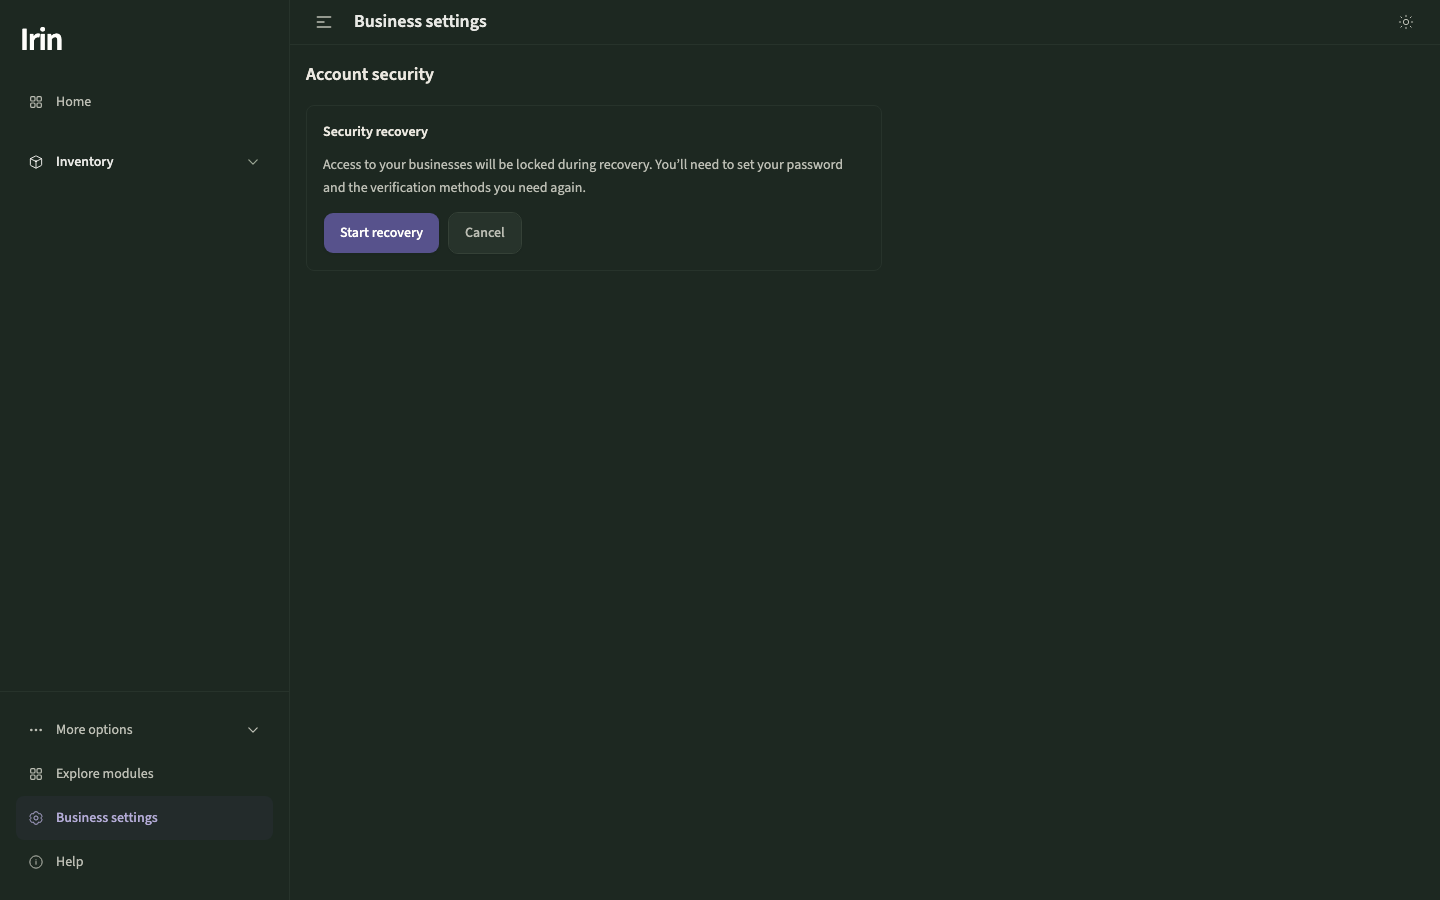 Irin
Home
Inventory
More options
Explore modules
Business settings
Help
Business settings
Account security
Security recovery
Access to your businesses will be locked during recovery. You’ll need to set your password
and the verification methods you need again.
Start recovery
Cancel